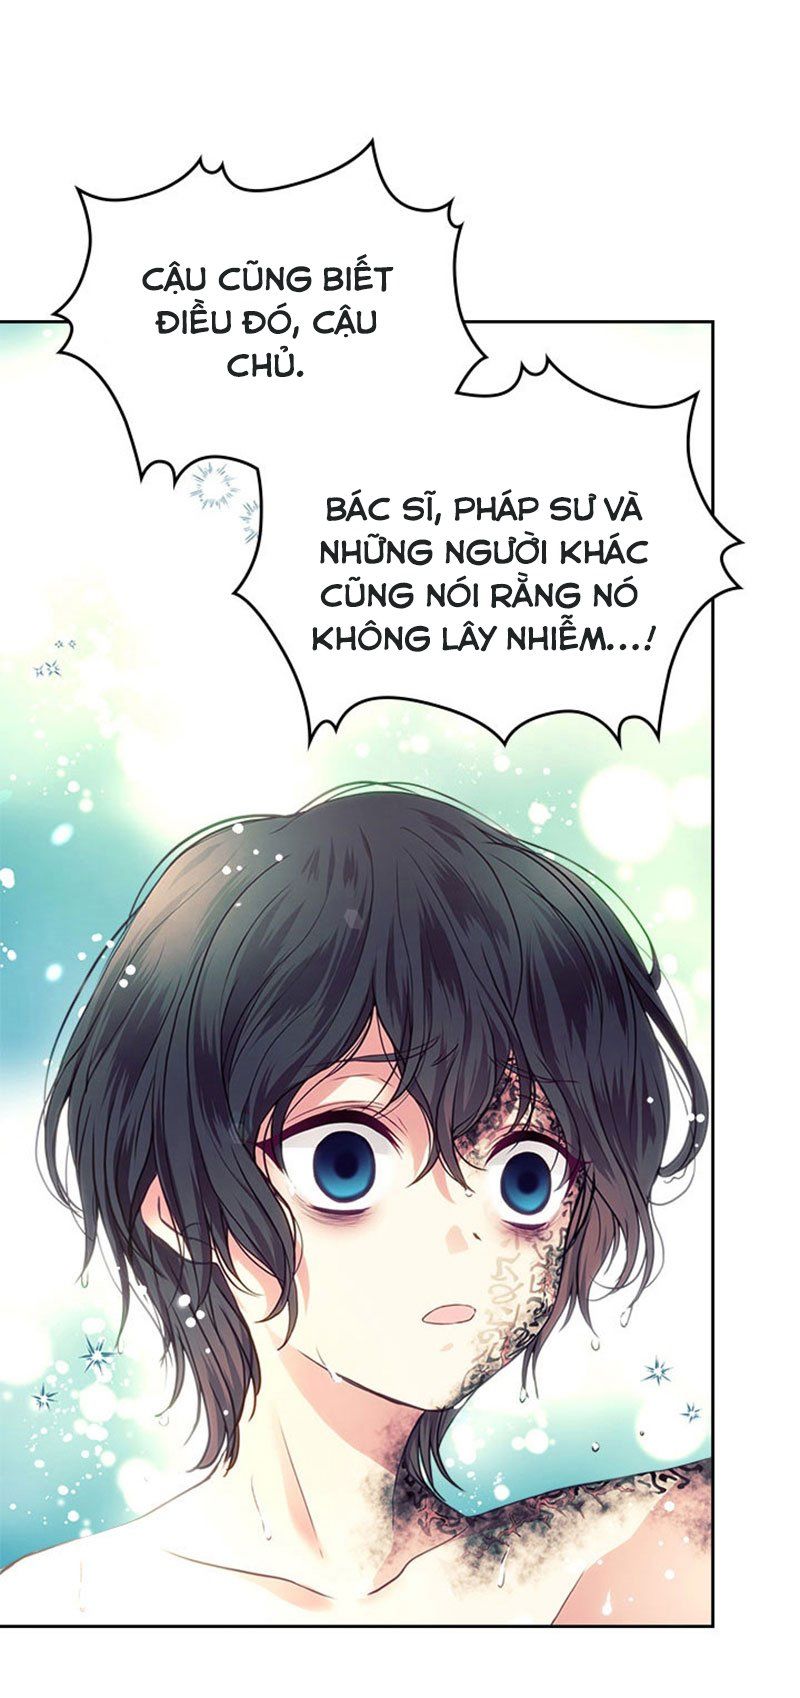 CẬU CŨNG BIẾT
ĐIỀU ĐÓ, CẬU
CHỦ.
BÁC SĨ, PHÁP SƯ VÀ
NHỮNG NGƯỜI KHÁC
CŨNG NÓI RẰNG NÓ
KHÔNG LÂY NHIỄM...!